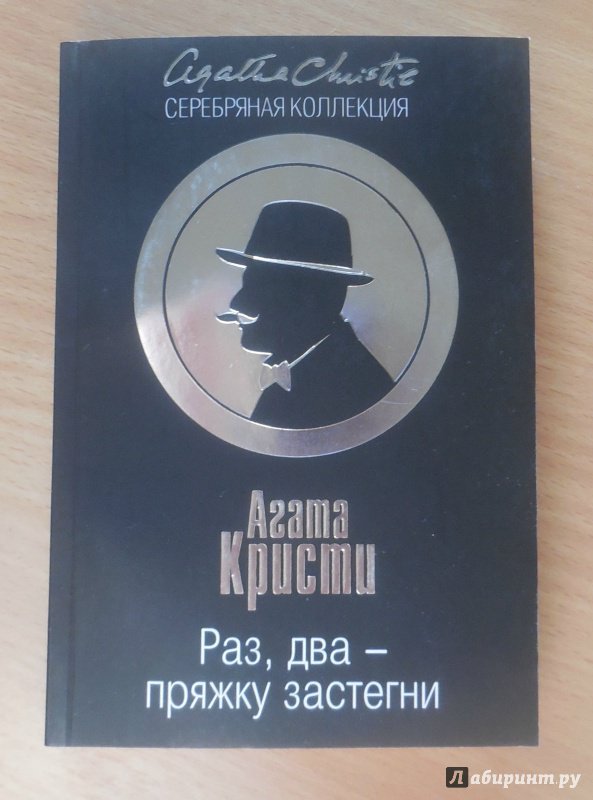 Agatha Christie
СЕРЕБРЯНАЯ КОЛЛЕКЦИЯ
Агата
Кристи
Раз, два –
пряжку застегни
Лабиринт.ру